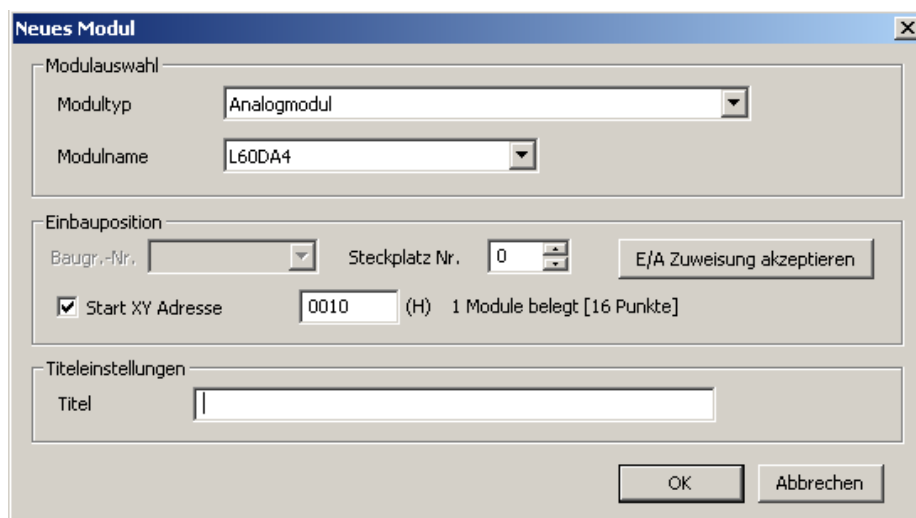 Neues Modul
Modulauswahl
Modultyp Analogmodul
Modulname L60DA4
Einbauposition
Baugr.-Nr. Steckplatz Nr. 0 E/A Zuweisung akzeptieren
Start XY Adresse 0010 (H) 1 Module belegt [16 Punkte]
Titeleinstellungen
Titel
OK Abbrechen